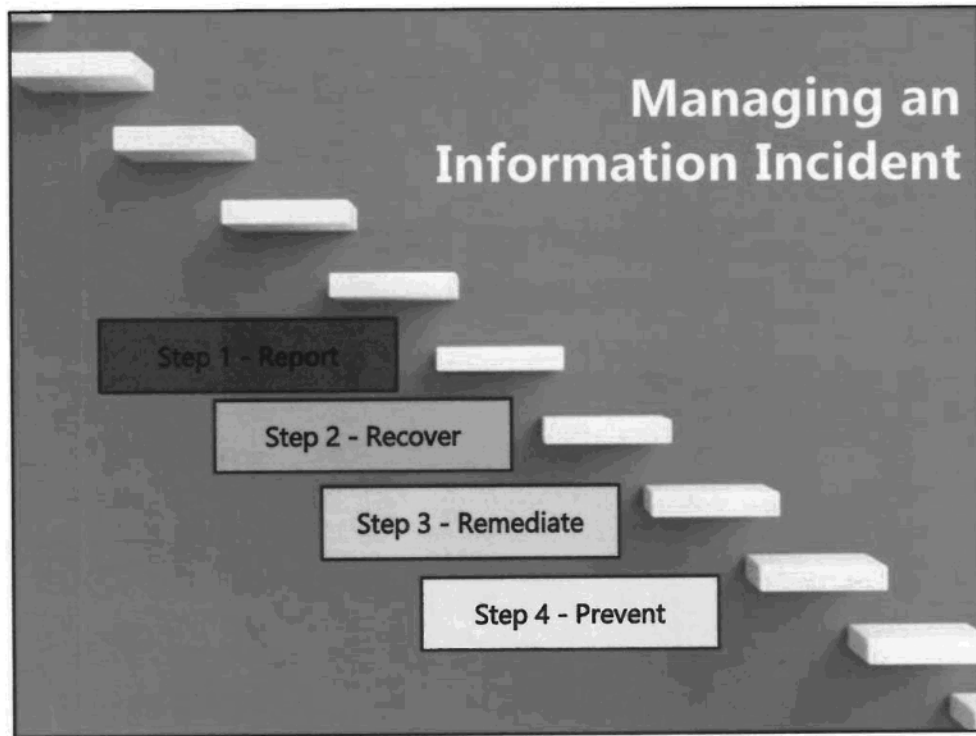 Managing an
Information Incident
Step 1 - Report
Step 2 - Recover
Step 3 - Remediate
Step 4 - Prevent